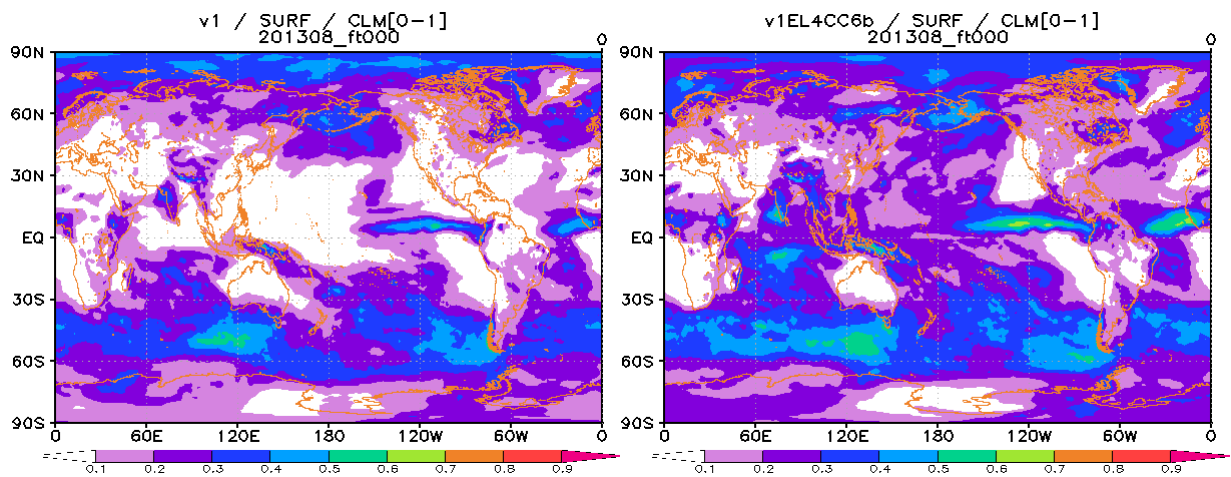 v1 / SURF / CLM[0-1]
201308_ft000
0
90N
60N
30N
EQ
30S
60S
90S
0
60E
120E
180
120W
60W
0
0.1 0.2 0.3 0.4 0.5 0.6 0.7 0.8 0.9
v1EL4CC6b / SURF / CLM[0-1]
201308_ft000
0
90N
60N
30N
EQ
30S
60S
90S
0
60E
120E
180
120W
60W
0
0.1 0.2 0.3 0.4 0.5 0.6 0.7 0.8 0.9